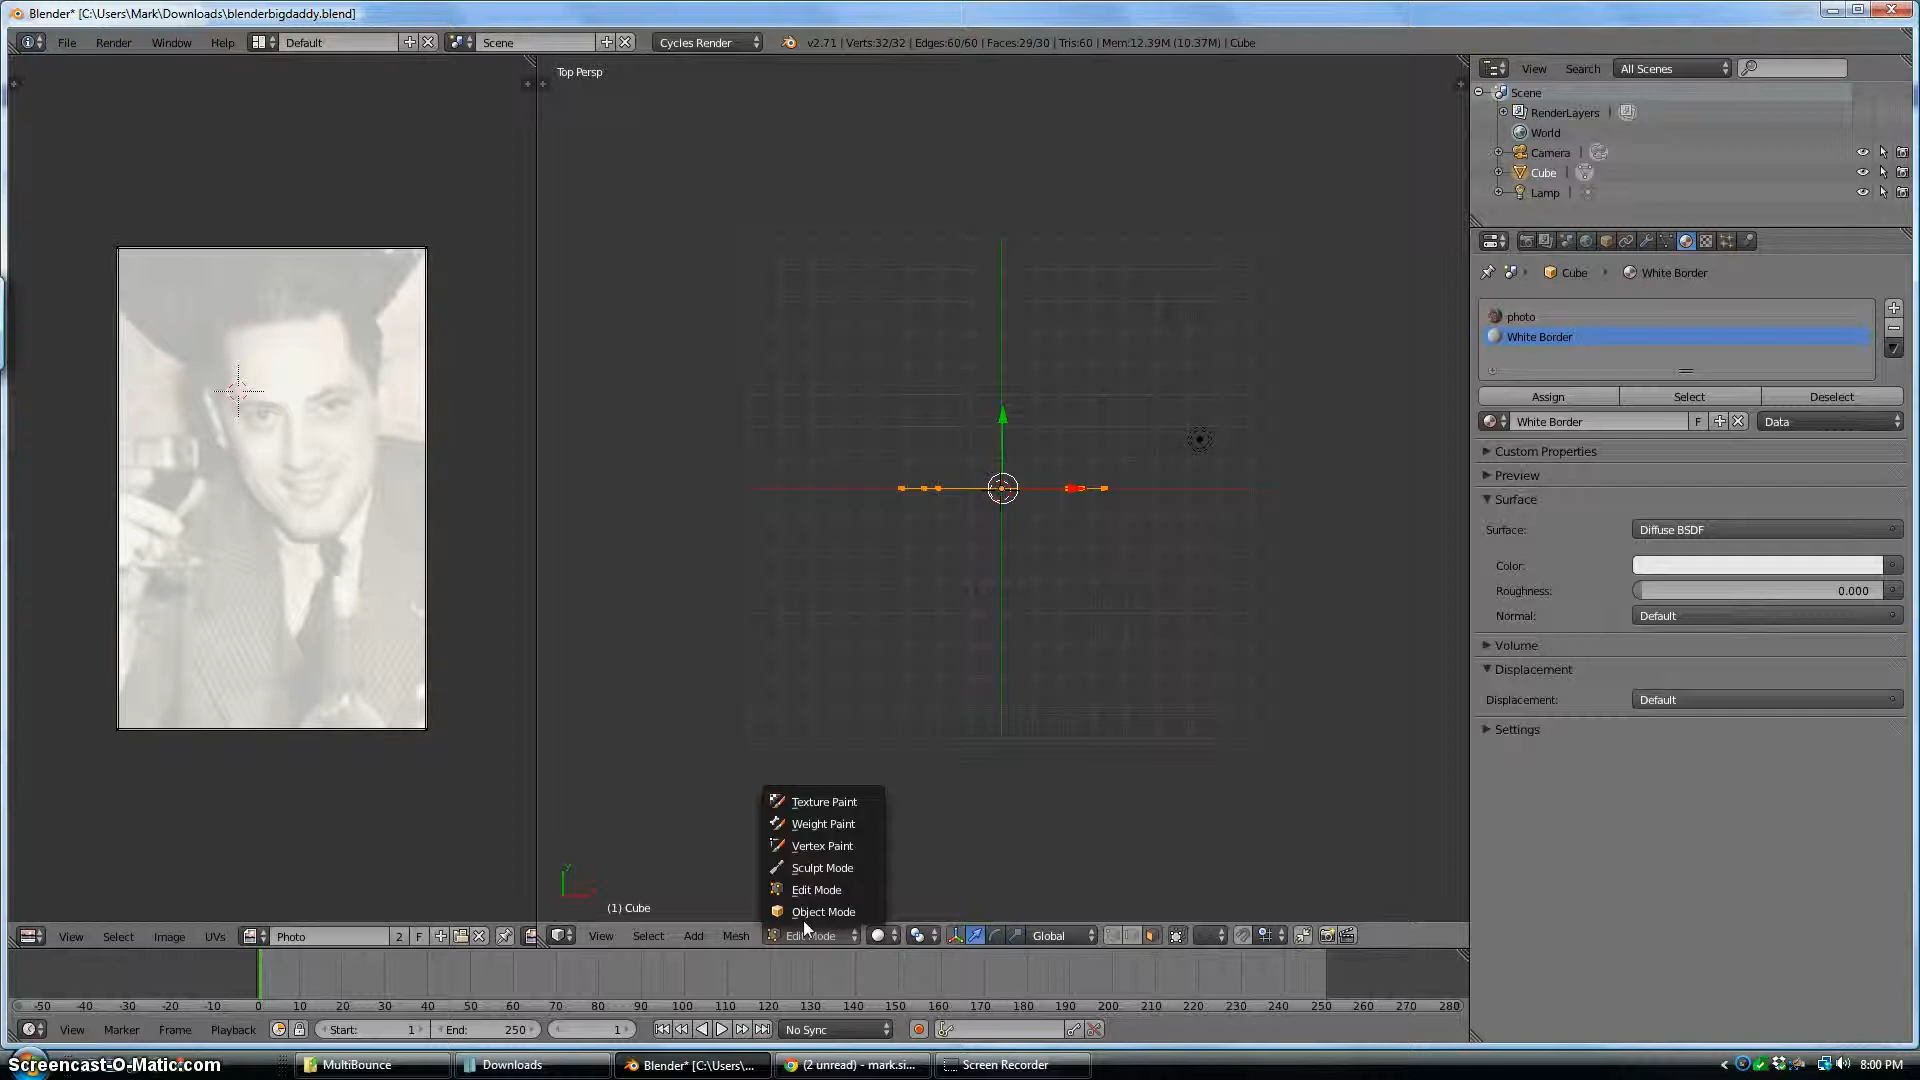 Blender* [C:\Users\Mark\Downloads\blenderbigdaddy.blend]
File Render Window Help Default Scene Cycles Render v2.71 | Verts:32/32 | Edges:60/60 | Faces:29/30 | Tris:60 | Mem:12.39M (10.37M) | Cube
Top Persp
View Search All Scenes
Scene
RenderLayers
World
Camera
Cube
Lamp
Cube White Border
photo
White Border
Assign Select Deselect
White Border F Data
Custom Properties
Preview
Surface
Surface: Diffuse BSDF
Color:
Roughness: 0.000
Normal: Default
Volume
Displacement
Displacement: Default
Settings
Texture Paint
Weight Paint
Vertex Paint
Sculpt Mode
Edit Mode
Object Mode
y
(1) Cube
View Select Image UVs Photo 2 F View Select Add Mesh Edit Mode Global
-50 -40 -30 -20 -10 0 10 20 30 40 50 60 70 80 90 100 110 120 130 140 150 160 170 180 190 200 210 220 230 240 250 260 270 280
View Marker Frame Playback Start: 1 End: 250 1 No Sync
Screencast-O-Matic.com MultiBounce Downloads Blender* [C:\Users\... (2 unread) - mark.si... Screen Recorder 8:00 PM